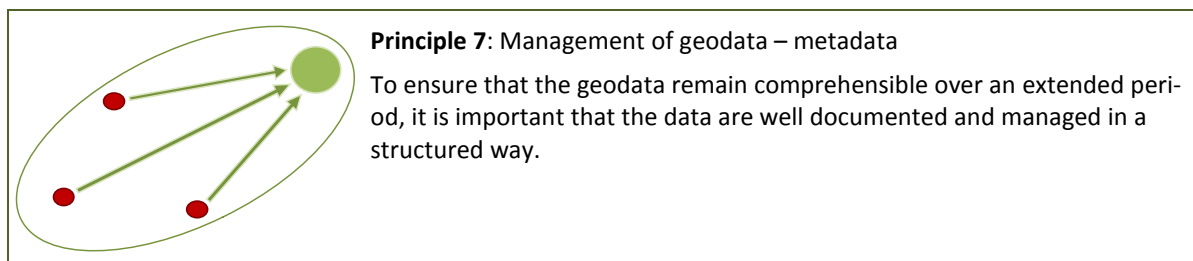 Principle 7: Management of geodata – metadata
To ensure that the geodata remain comprehensible over an extended peri-
od, it is important that the data are well documented and managed in a
structured way.